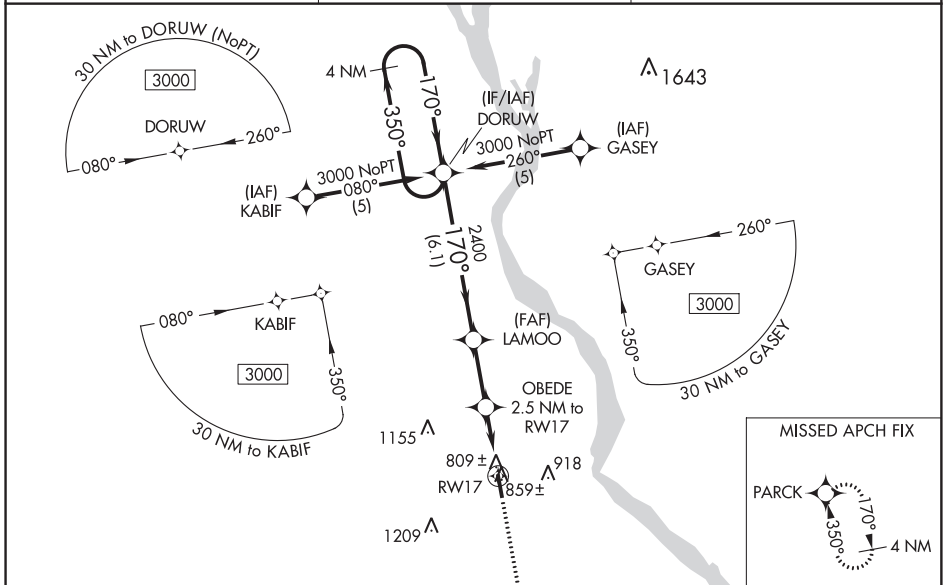 30 NM to DORUW (NoPT)
3000
DORUW
080°
260°
4 NM
170°
350°
(IF/IAF)
DORUW
1643
3000 NoPT
260°
(5)
(IAF)
GASEY
(IAF)
KABIF
3000 NoPT
080°
(5)
2400
170°
(6.1)
260°
GASEY
3000
350°
30 NM to GASEY
080°
KABIF
3000
350°
30 NM to KABIF
(FAF)
LAMOO
OBEDE
2.5 NM to
RW17
1155
809 ±
918
RW17
859 ±
1209
MISSED APCH FIX
PARCK
170°
350°
4 NM